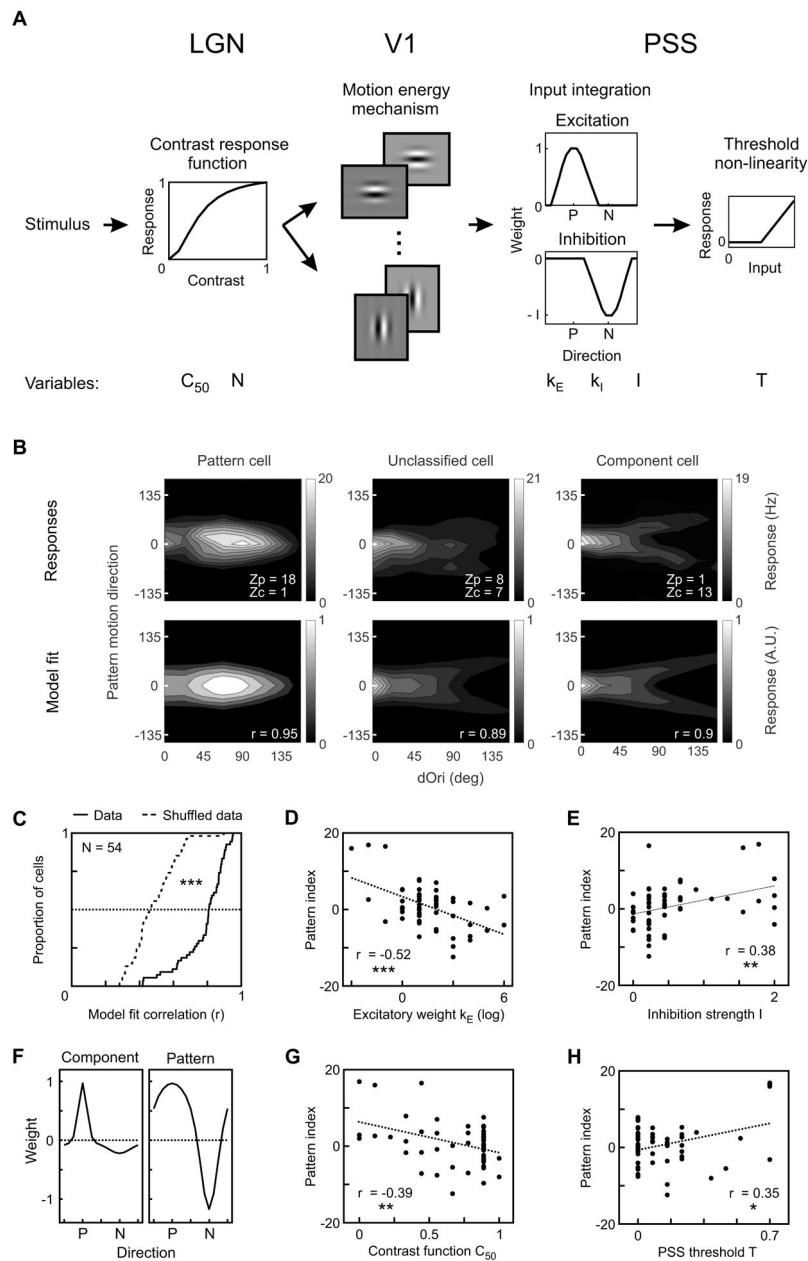 A
LGN V1 PSS
Motion energy mechanism
Input integration
Contrast response function
Excitation
Threshold non-linearity
Stimulus
1
Response
0
Contrast
1
1
0
P N
Weight
Inhibition
- I
P N
Direction
Response
0
0
Input
Variables: C50 N kE kI I T
B
Pattern cell Unclassified cell Component cell
Responses
Pattern motion direction
135
0
-135
Zp = 18
Zc = 1
20
0
Zp = 8
Zc = 7
21
0
Zp = 1
Zc = 13
19
0
Response (Hz)
Model fit
135
0
-135
r = 0.95
1
0
r = 0.89
1
0
r = 0.9
1
0
Response (A.U.)
0 45 90 135 0 45 90 135 0 45 90 135
dOri (deg)
C
Data Shuffled data
1
N = 54
***
Proportion of cells
0 1
Model fit correlation (r)
D
20
0
-20
Pattern index
r = -0.52
***
0 6
Excitatory weight kE (log)
E
20
0
-20
Pattern index
r = 0.38
**
0 1 2
Inhibition strength I
F
Component Pattern
1
0
-1
Weight
P N P N
Direction
G
20
0
-20
Pattern index
r = -0.39
**
0 0.5 1
Contrast function C50
H
20
0
-20
Pattern index
r = 0.35
*
0 0.7
PSS threshold T